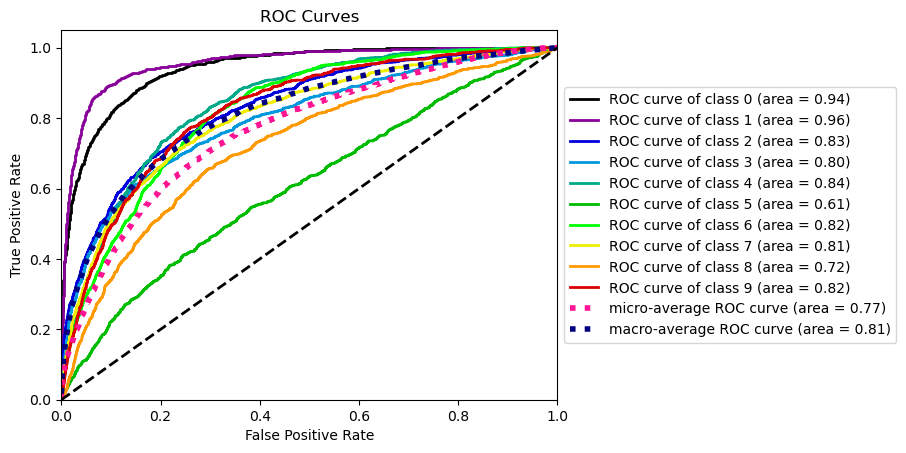 ROC Curves
True Positive Rate
1.0
0.8
0.6
0.4
0.2
0.0
0.0 0.2 0.4 0.6 0.8 1.0
False Positive Rate
ROC curve of class 0 (area = 0.94)
ROC curve of class 1 (area = 0.96)
ROC curve of class 2 (area = 0.83)
ROC curve of class 3 (area = 0.80)
ROC curve of class 4 (area = 0.84)
ROC curve of class 5 (area = 0.61)
ROC curve of class 6 (area = 0.82)
ROC curve of class 7 (area = 0.81)
ROC curve of class 8 (area = 0.72)
ROC curve of class 9 (area = 0.82)
micro-average ROC curve (area = 0.77)
macro-average ROC curve (area = 0.81)